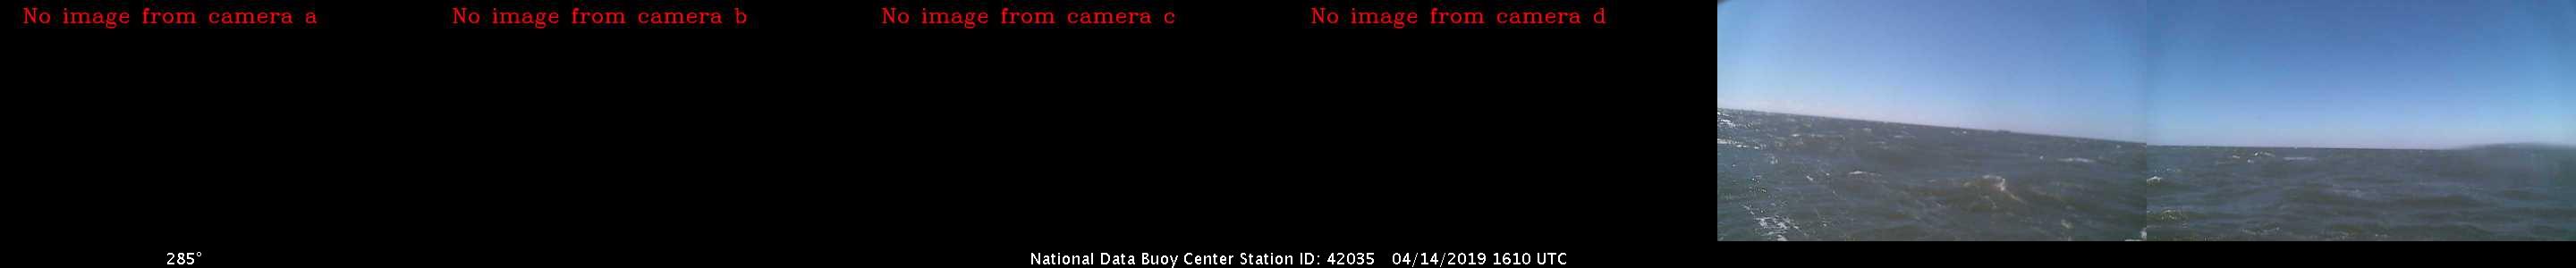 No image from camera a
No image from camera b
No image from camera c
No image from camera d
285° National Data Buoy Center Station ID: 42035 04/14/2019 1610 UTC